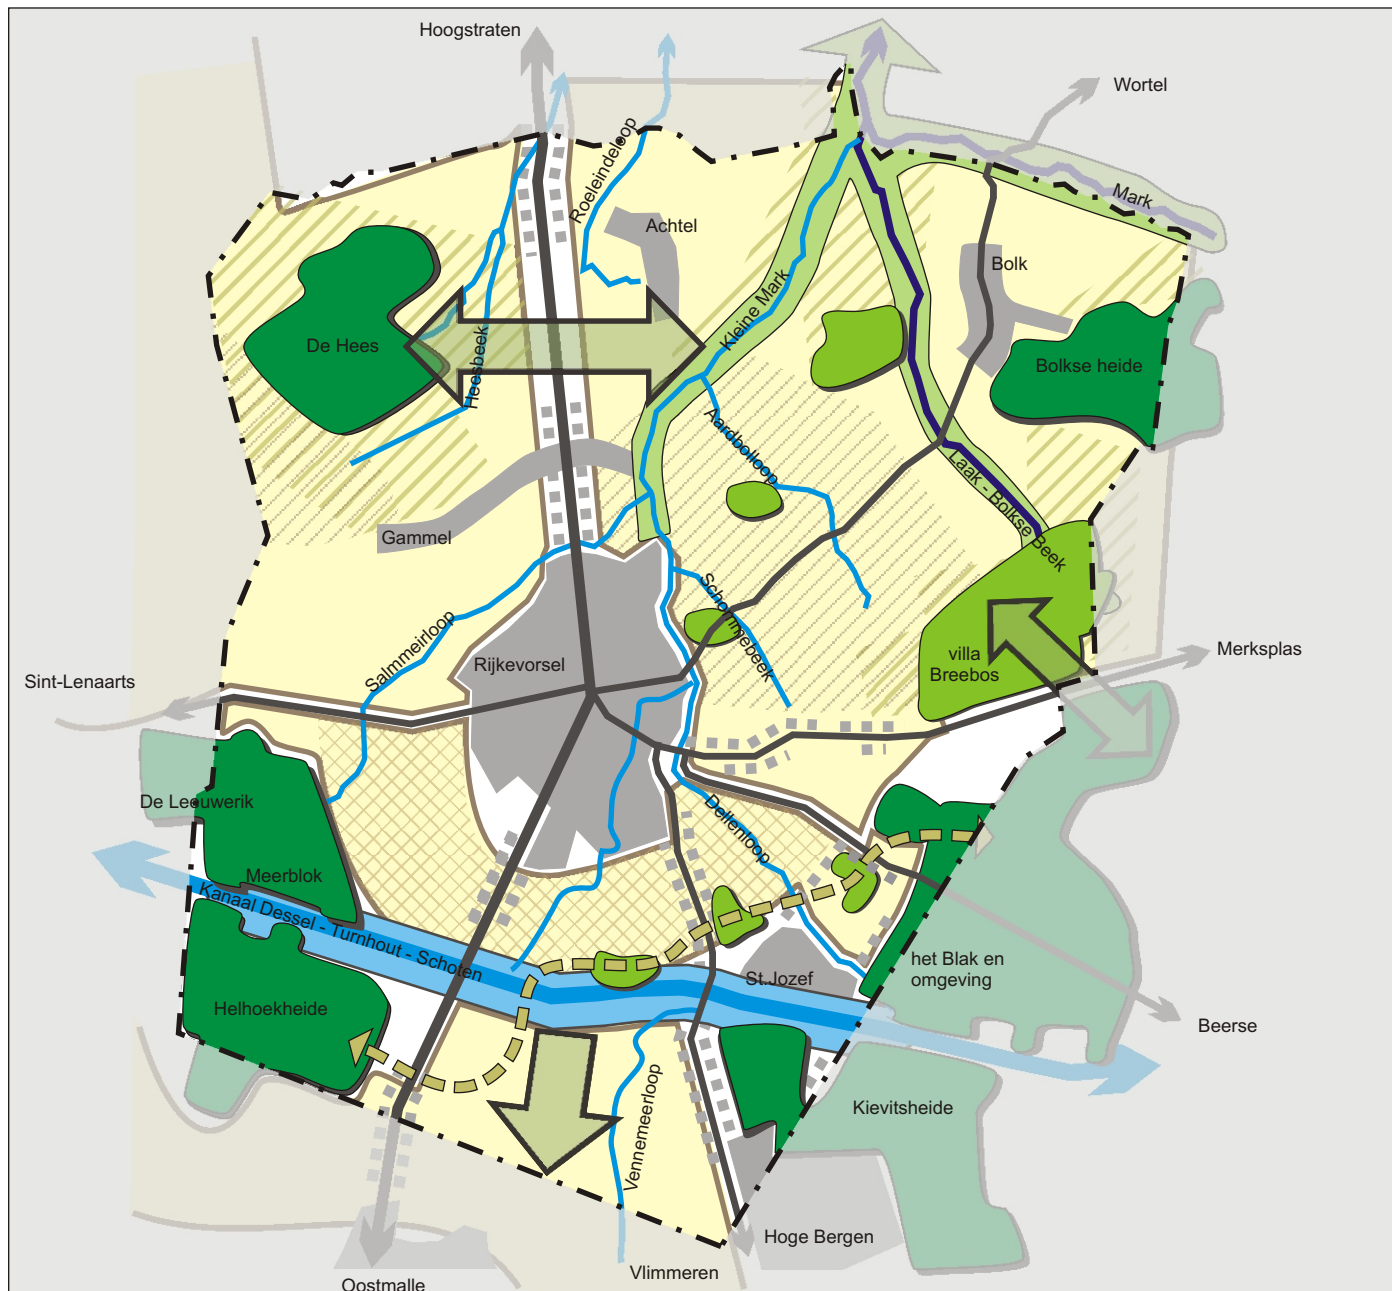 Hoogstraten
Wortel
Roeleindeloop
Mark
Achtel
Bolk
Kleine Mark
De Hees
Heesbeek
Bolkse heide
Aardbolloop
Laak - Bolkse Beek
Gammel
Schommebeek
Salmmeirloop
Rijkevorsel
villa
Breebos
Merksplas
Sint-Lenaarts
De Leeuwerik
Dellenloop
Meerblok
Kanaal Dessel - Turnhout - Schoten
het Blak en
omgeving
St.Jozef
Helhoekheide
Beerse
Kievitsheide
Vennemeerloop
Hoge Bergen
Vlimmeren
Oostmalle